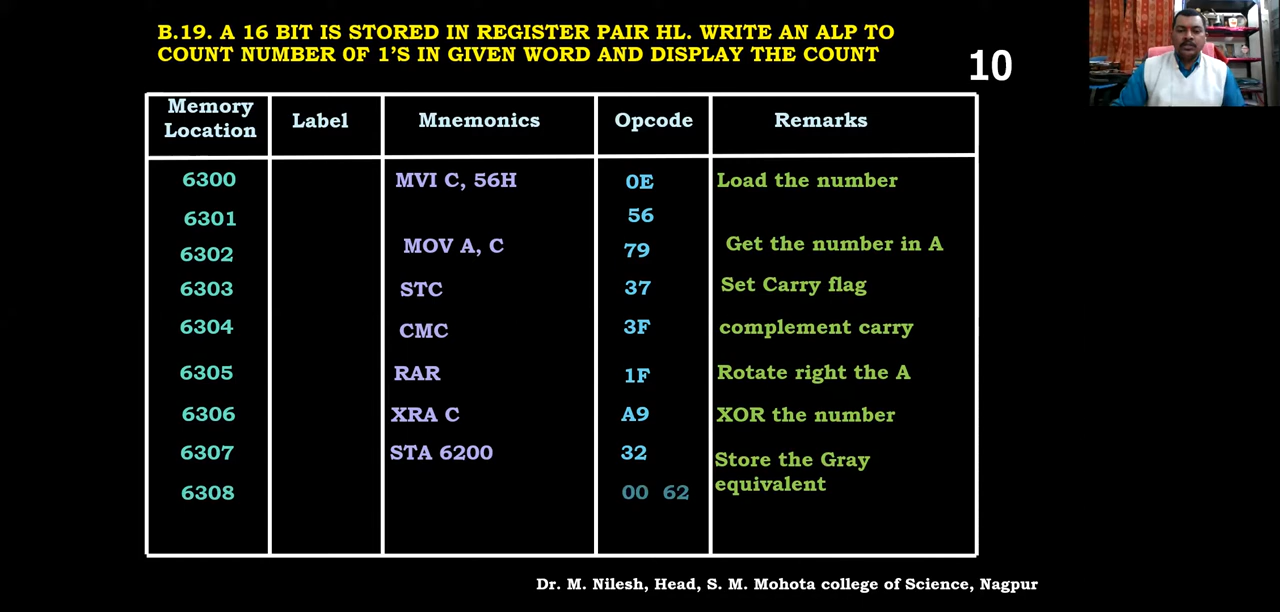 B.19. A 16 BIT IS STORED IN REGISTER PAIR HL. WRITE AN ALP TO
COUNT NUMBER 0F 1'S IN GIVEN WORD AND DISPLAY THE COUNT
10
Memory Location Label Mnemonics Opcode Remarks
6300 MVI C, 56H 0E Load the number
6301 56
6302 MOV A, C 79 Get the number in A
6303 STC 37 Set Carry flag
6304 CMC 3F complement carry
6305 RAR 1F Rotate right the A
6306 XRA C A9 XOR the number
6307 STA 6200 32 Store the Gray
6308 00 62 equivalent
Dr. M. Nilesh, Head, S. M. Mohota college of Science, Nagpur